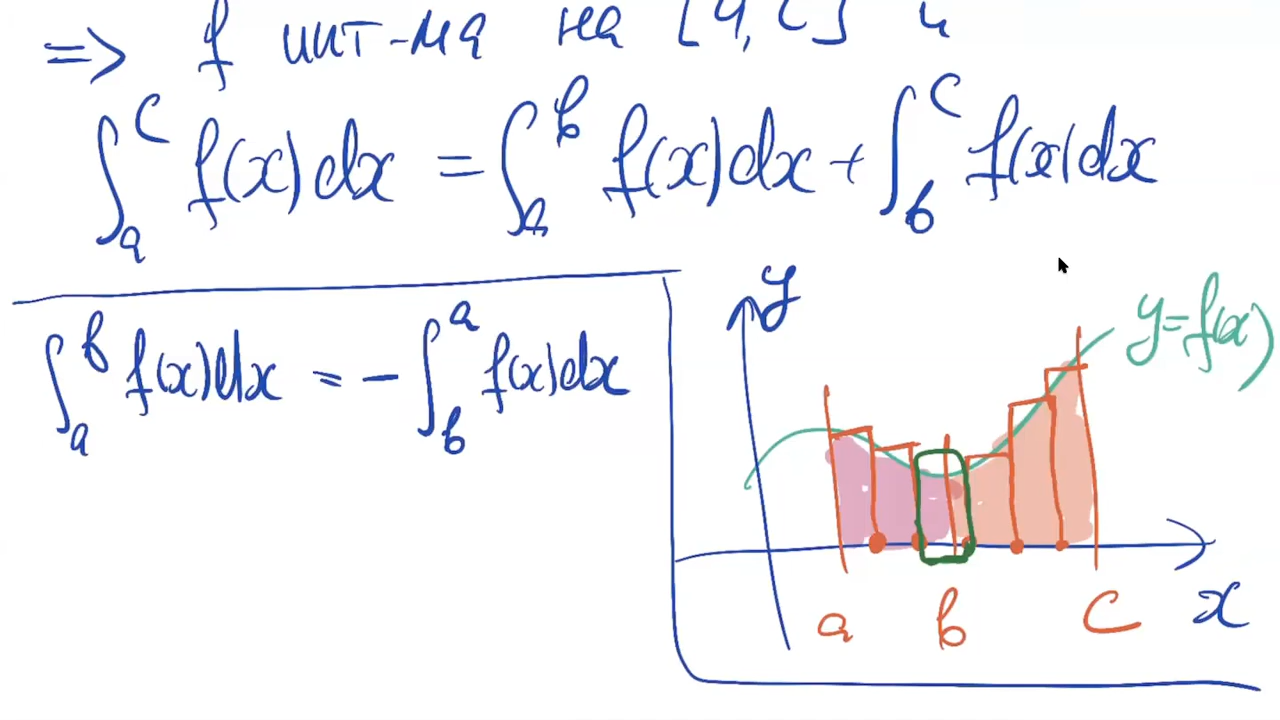 => f инт-ма на [a, c] и
∫_a^c f(x)dx = ∫_a^b f(x)dx + ∫_b^c f(x)dx
∫_a^b f(x)dx = - ∫_b^a f(x)dx
y
y=f(x)
a b c x